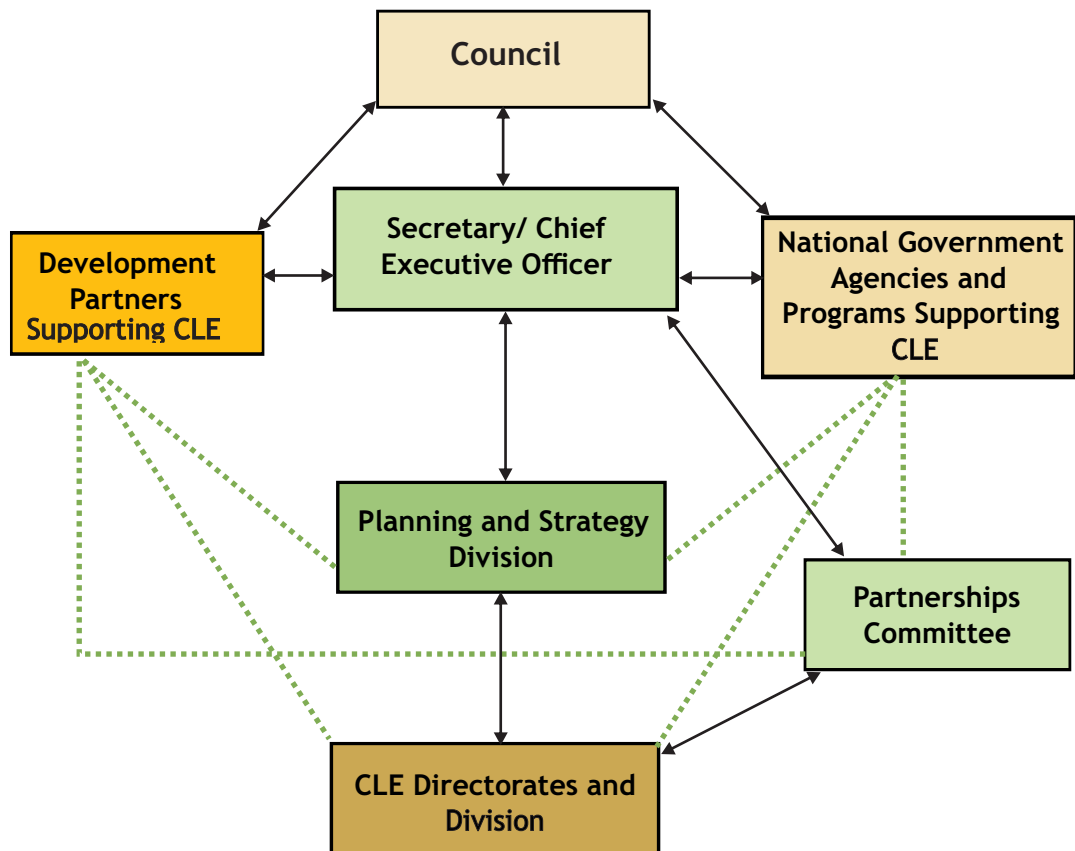 Council
Secretary/ Chief
Executive Officer
Development
Partners
Supporting CLE
National Government
Agencies and
Programs Supporting
CLE
Planning and Strategy
Division
Partnerships
Committee
CLE Directorates and
Division